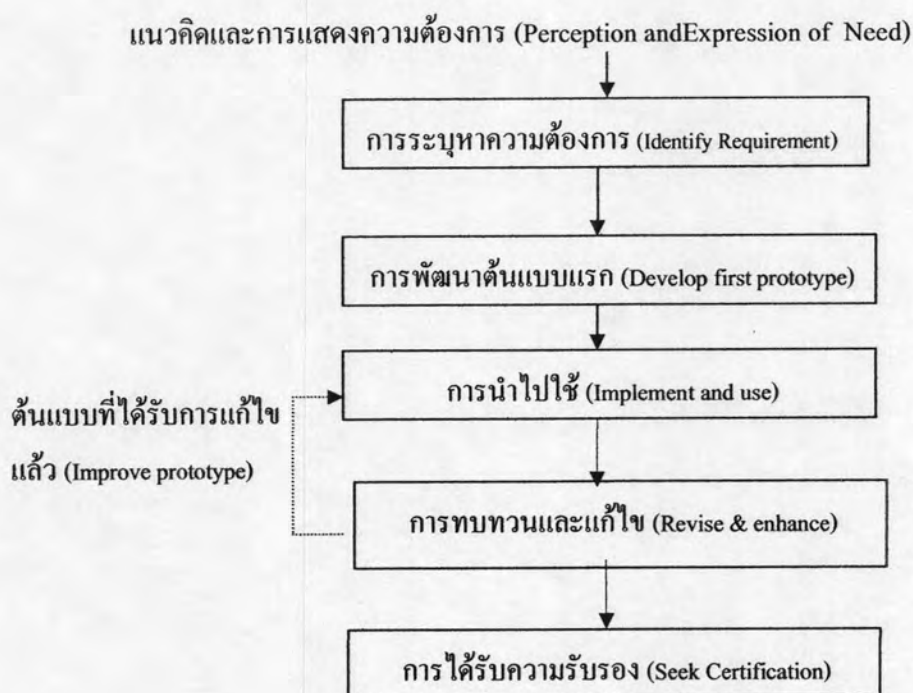 แนวคิดและการแสดงความต้องการ (Perception andExpression of Need)
การระบุหาความต้องการ (Identify Requirement)
การพัฒนาต้นแบบแรก (Develop first prototype)
การนำไปใช้ (Implement and use)
ต้นแบบที่ได้รับการแก้ไข
แล้ว (Improve prototype)
การทบทวนและแก้ไข (Revise & enhance)
การได้รับความรับรอง (Seek Certification)